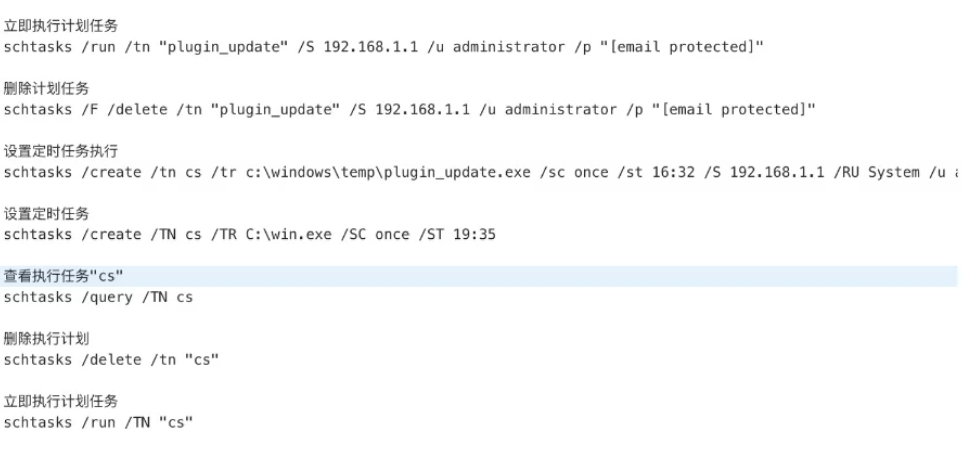 立即执行计划任务
schtasks /run /tn "plugin_update" /S 192.168.1.1 /u administrator /p "[email protected]"
删除计划任务
schtasks /F /delete /tn "plugin_update" /S 192.168.1.1 /u administrator /p "[email protected]"
设置定时任务执行
schtasks /create /tn cs /tr c:\windows\temp\plugin_update.exe /sc once /st 16:32 /S 192.168.1.1 /RU System /u
设置定时任务
schtasks /create /TN cs /TR C:\win.exe /SC once /ST 19:35
查看执行任务"cs"
schtasks /query /TN cs
删除执行计划
schtasks /delete /tn "cs"
立即执行计划任务
schtasks /run /TN "cs"